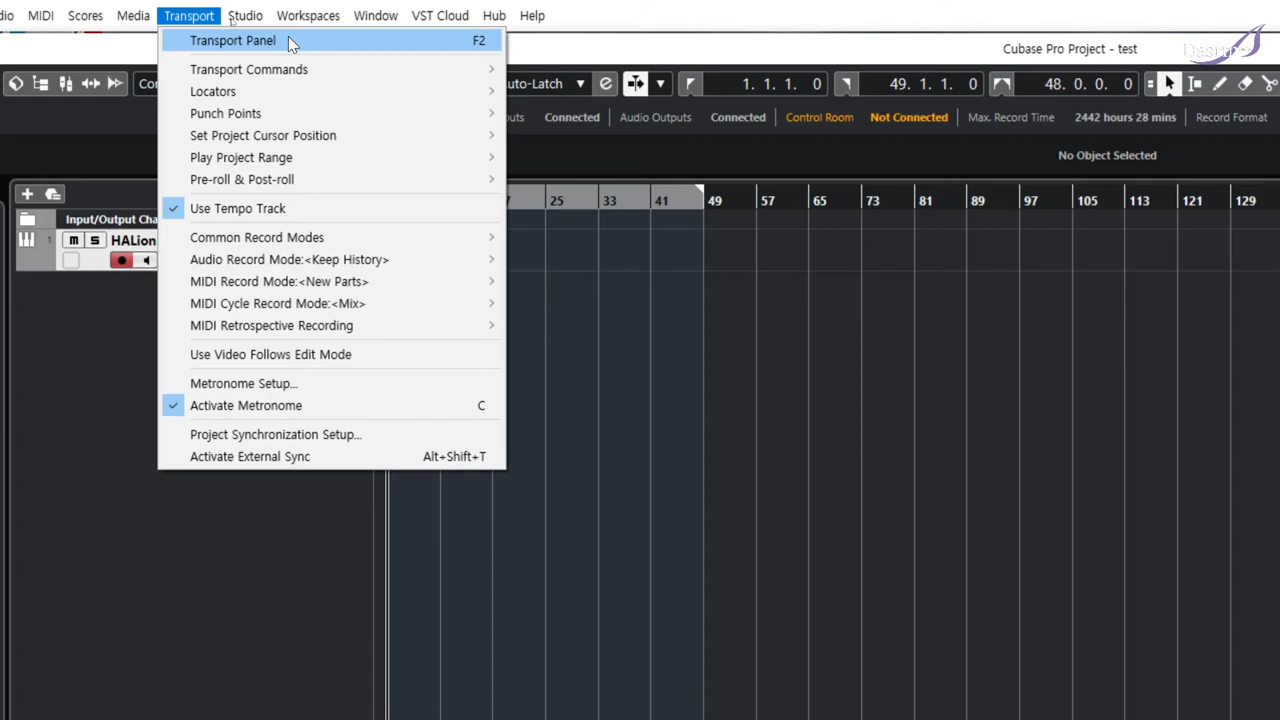 dio MIDI Scores Media Transport Studio Workspaces Window VST Cloud Hub Help
Transport Panel F2
Transport Commands
Locators
Punch Points
Set Project Cursor Position
Play Project Range
Pre-roll & Post-roll
Use Tempo Track
Common Record Modes
Audio Record Mode:<Keep History>
MIDI Record Mode:<New Parts>
MIDI Cycle Record Mode:<Mix>
MIDI Retrospective Recording
Use Video Follows Edit Mode
Metronome Setup...
Activate Metronome C
Project Synchronization Setup...
Activate External Sync Alt+Shift+T
Cubase Pro Project - test
Co
uto-Latch e 1. 1. 1. 0 49. 1. 1. 0 48. 0. 0. 0
uts Connected Audio Outputs Connected Control Room Not Connected Max. Record Time 2442 hours 28 mins Record Format
No Object Selected
25 33 41 49 57 65 73 81 89 97 105 113 121 129
Input/Output Cha
1 m S HALion